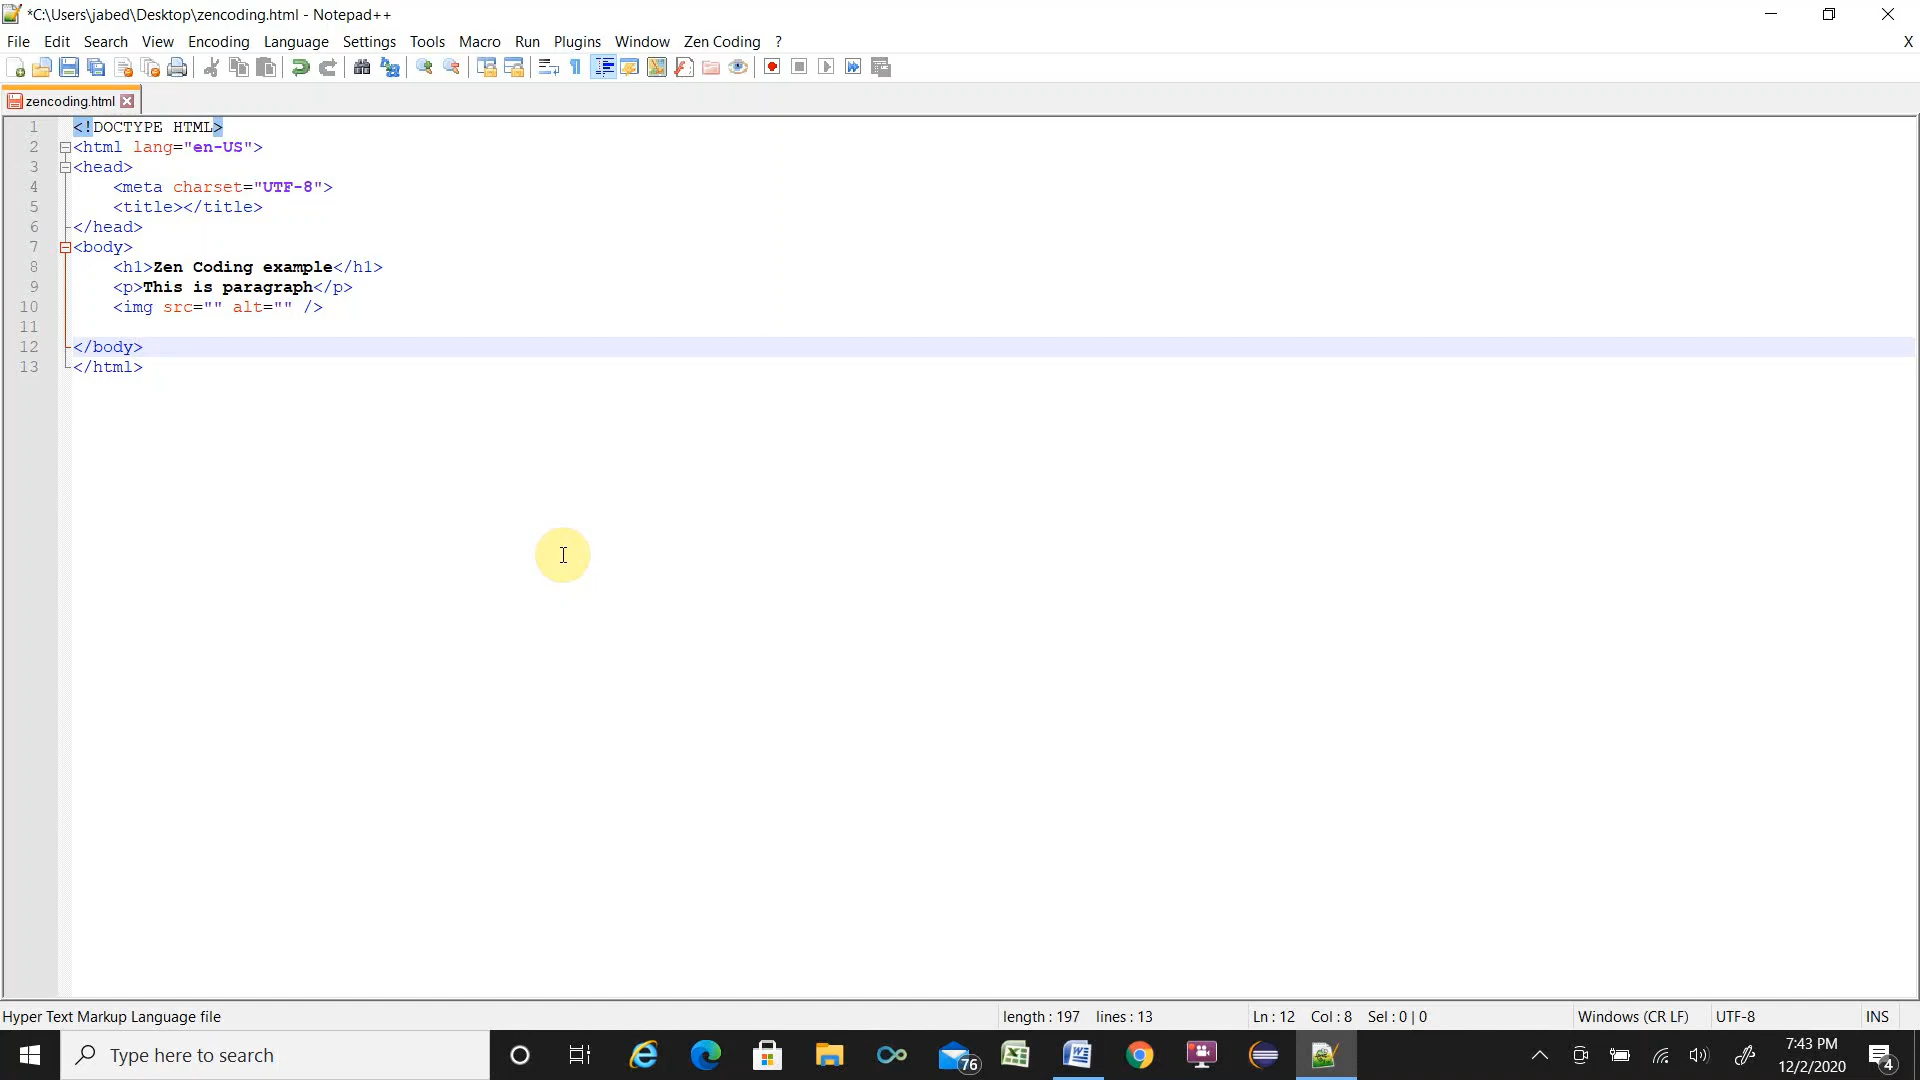 *C:\Users\jabed\Desktop\zencoding.html - Notepad++
File Edit Search View Encoding Language Settings Tools Macro Run Plugins Window Zen Coding ? X
zencoding.html
1 <!DOCTYPE HTML>
2 <html lang="en-US">
3 <head>
4 <meta charset="UTF-8">
5 <title></title>
6 </head>
7 <body>
8 <h1>Zen Coding example</h1>
9 <p>This is paragraph</p>
10 <img src="" alt="" />
11
12 </body>
13 </html>
Hyper Text Markup Language file length : 197 lines : 13 Ln : 12 Col : 8 Sel : 0 | 0 Windows (CR LF) UTF-8 INS
Type here to search 76 7:43 PM
12/2/2020 4